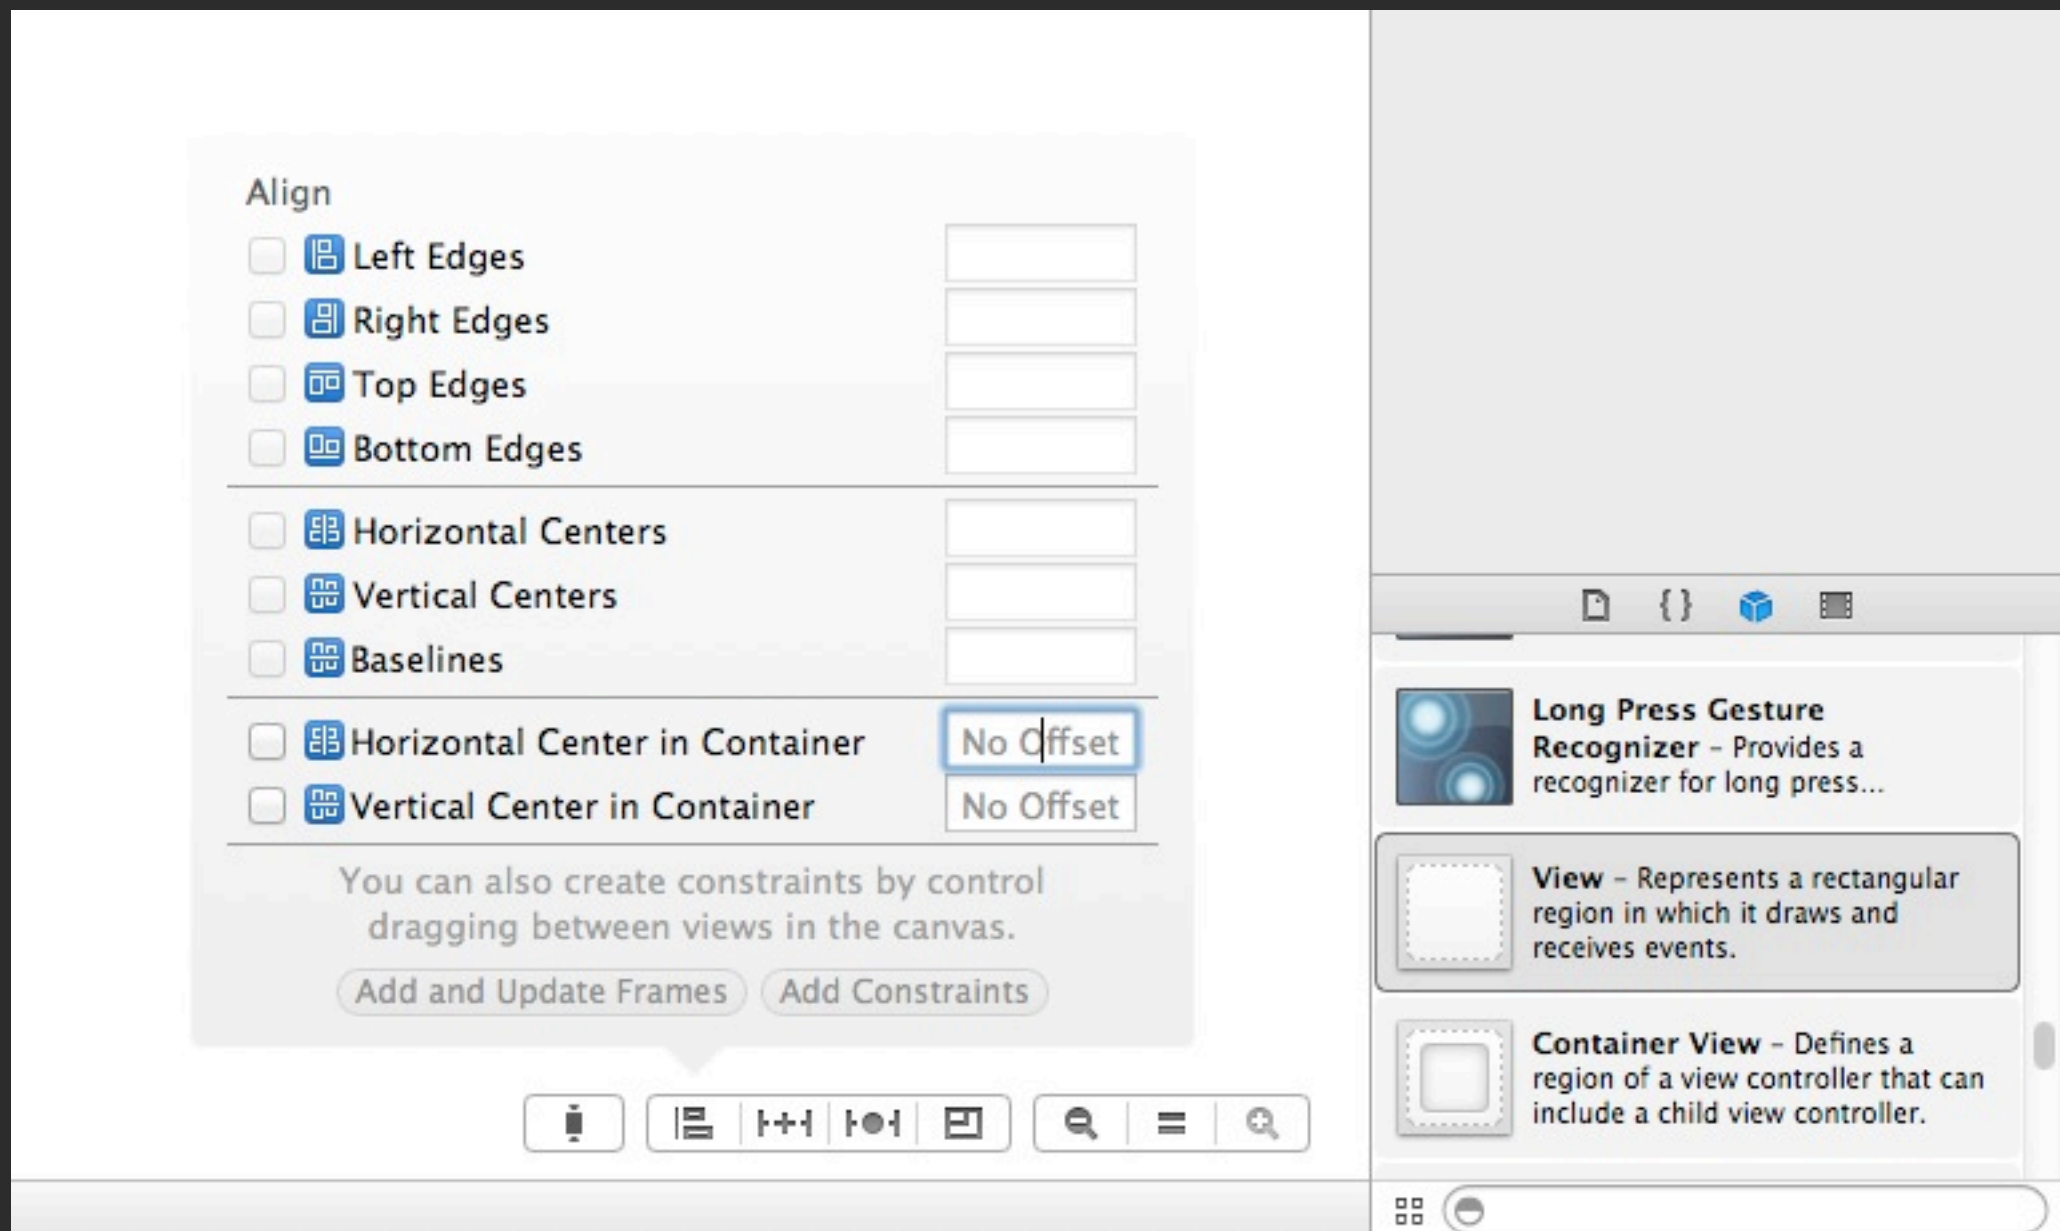 Align
Left Edges
Right Edges
Top Edges
Bottom Edges
Horizontal Centers
Vertical Centers
Baselines
Horizontal Center in Container No Offset
Vertical Center in Container No Offset
You can also create constraints by control
dragging between views in the canvas.
Add and Update Frames Add Constraints
{ }
Long Press Gesture
Recognizer – Provides a
recognizer for long press...
View – Represents a rectangular
region in which it draws and
receives events.
Container View – Defines a
region of a view controller that can
include a child view controller.